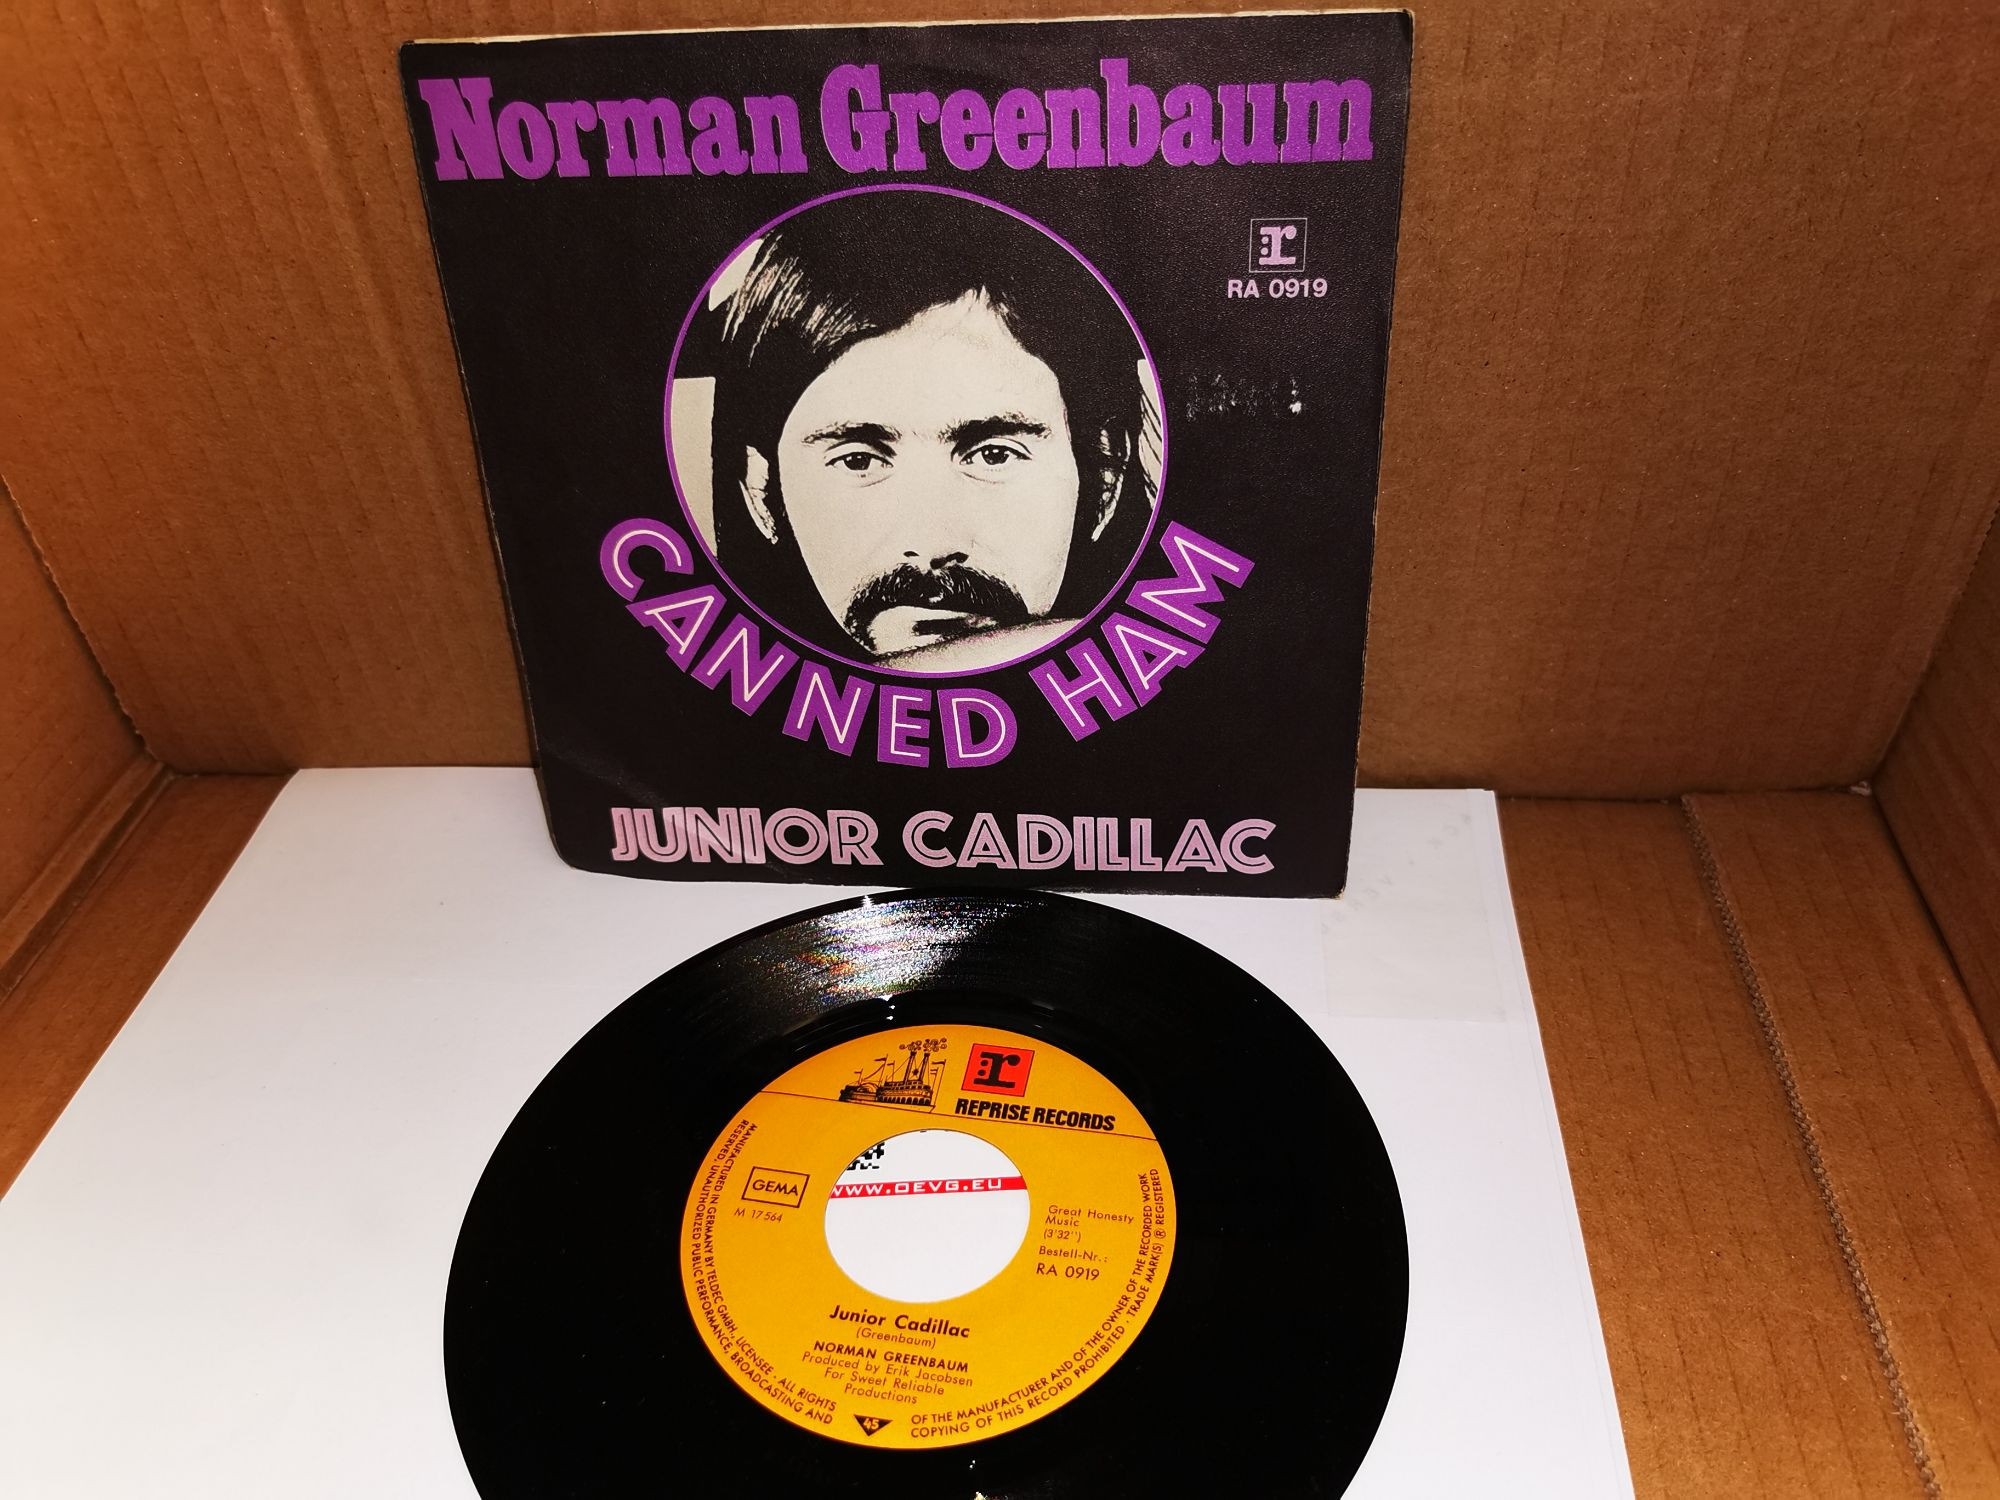 Norman Greenbaum
r
RA 0919
CANNED HAM
JUNIOR CADILLAC
r
REPRISE RECORDS
GEMA
M 17 564
WWW.OEVG.EU
Great Honesty
Music
(3'32'')
Bestell-Nr.:
RA 0919
Junior Cadillac
(Greenbaum)
NORMAN GREENBAUM
Produced by Erik Jacobsen
For Sweet Reliable
Productions
45
MANUFACTURED IN GERMANY BY TELDEC GMBH., LICENSEE · ALL RIGHTS
RESERVED, UNAUTHORIZED PUBLIC PERFORMANCE, BROADCASTING AND
OF THE MANUFACTURER AND OF THE OWNER OF THE RECORDED WORK
COPYING OF THIS RECORD PROHIBITED · TRADE MARK(S) ® REGISTERED